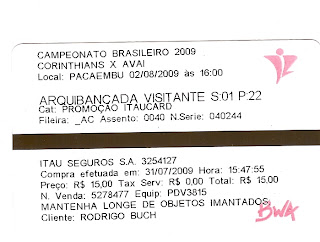 CAMPEONATO BRASILEIRO 2009
CORINTHIANS X AVAI
Local: PACAEMBU 02/08/2009 às 16:00
ARQUIBANCADA VISITANTE S:01 P:22
Cat: PROMOÇÃO ITAUCARD
Fileira: _AC Assento: 0040 N.Serie: 040244
ITAU SEGUROS S.A. 3254127
Compra efetuada em: 31/07/2009 Hora: 15:47:55
Preço: R$ 15,00 Tax Serv: R$ 0,00 Total: R$ 15,00
N. Venda: 5278477 Equip: PDV3815
MANTENHA LONGE DE OBJETOS IMANTADOS
Cliente: RODRIGO BUCH
BWA